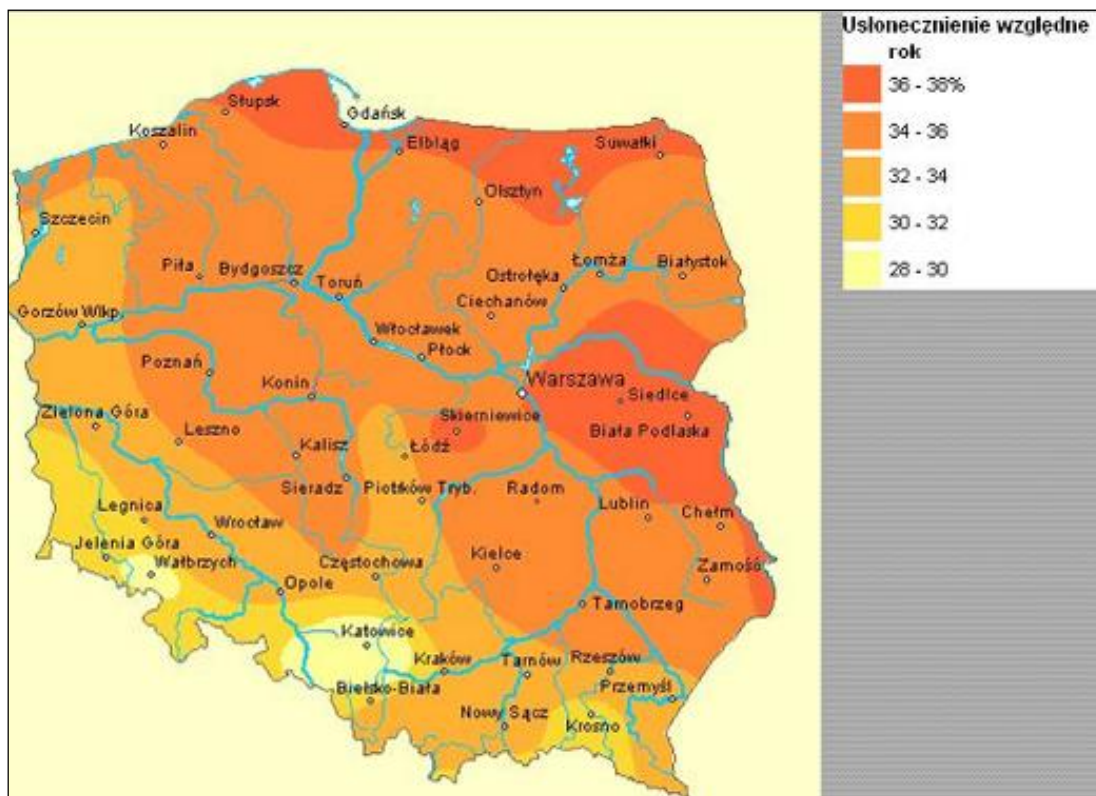 Usłonecznienie względne
rok
36 - 38%
34 - 36
32 - 34
30 - 32
28 - 30
Słupsk
Gdańsk
Koszalin
Elbląg
Suwałki
Olsztyn
Szczecin
Piła
Bydgoszcz
Toruń
Ostrołęka
Łomża
Białystok
Ciechanów
Gorzów Wlkp.
Włocławek
Płock
Poznań
Konin
Warszawa
Siedlce
Skierniewice
Biała Podlaska
Zielona Góra
Leszno
Kalisz
Łódź
Sieradz
Piotrków Tryb.
Radom
Lublin
Chełm
Legnica
Wrocław
Jelenia Góra
Wałbrzych
Częstochowa
Kielce
Zamość
Opole
Tarnobrzeg
Katowice
Kraków
Tarnów
Rzeszów
Przemyśl
Bielsko-Biała
Nowy Sącz
Krosno